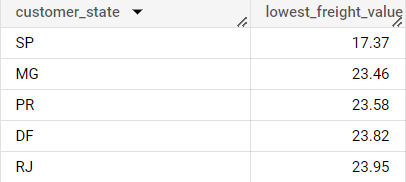 customer_state lowest_freight_value
SP 17.37
MG 23.46
PR 23.58
DF 23.82
RJ 23.95